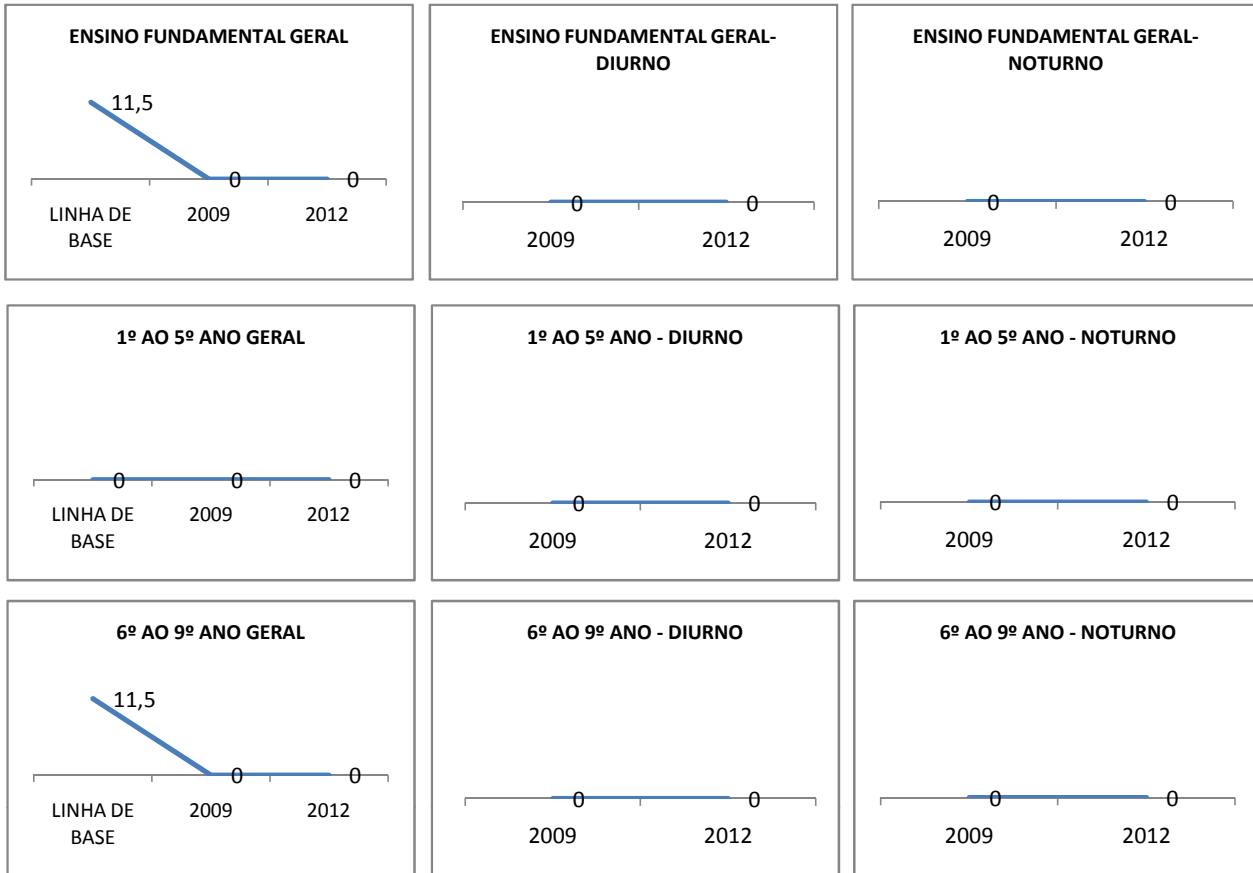 ENSINO FUNDAMENTAL GERAL
11,5
0
0
LINHA DE
BASE
2009
2012
ENSINO FUNDAMENTAL GERAL-
DIURNO
0
0
2009
2012
ENSINO FUNDAMENTAL GERAL-
NOTURNO
0
0
2009
2012
1º AO 5º ANO GERAL
0
0
0
LINHA DE
BASE
2009
2012
1º AO 5º ANO - DIURNO
0
0
2009
2012
1º AO 5º ANO - NOTURNO
0
0
2009
2012
6º AO 9º ANO GERAL
11,5
0
0
LINHA DE
BASE
2009
2012
6º AO 9º ANO - DIURNO
0
0
2009
2012
6º AO 9º ANO - NOTURNO
0
0
2009
2012